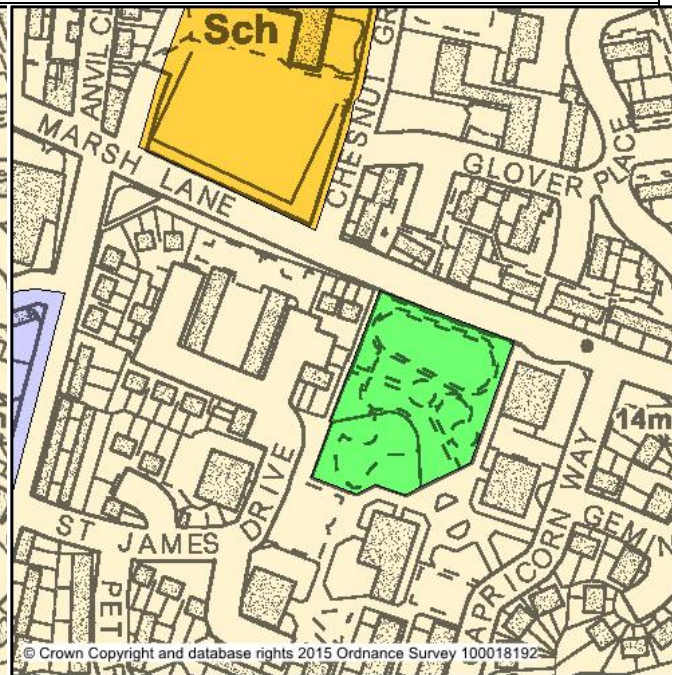 Sch
ANVIL CL
CHESNUT GR
MARSH LANE
GLOVER PLACE
14m
CAPRICORN WAY
GEMIN
ST JAMES DRIVE
PET
© Crown Copyright and database rights 2015 Ordnance Survey 100018192